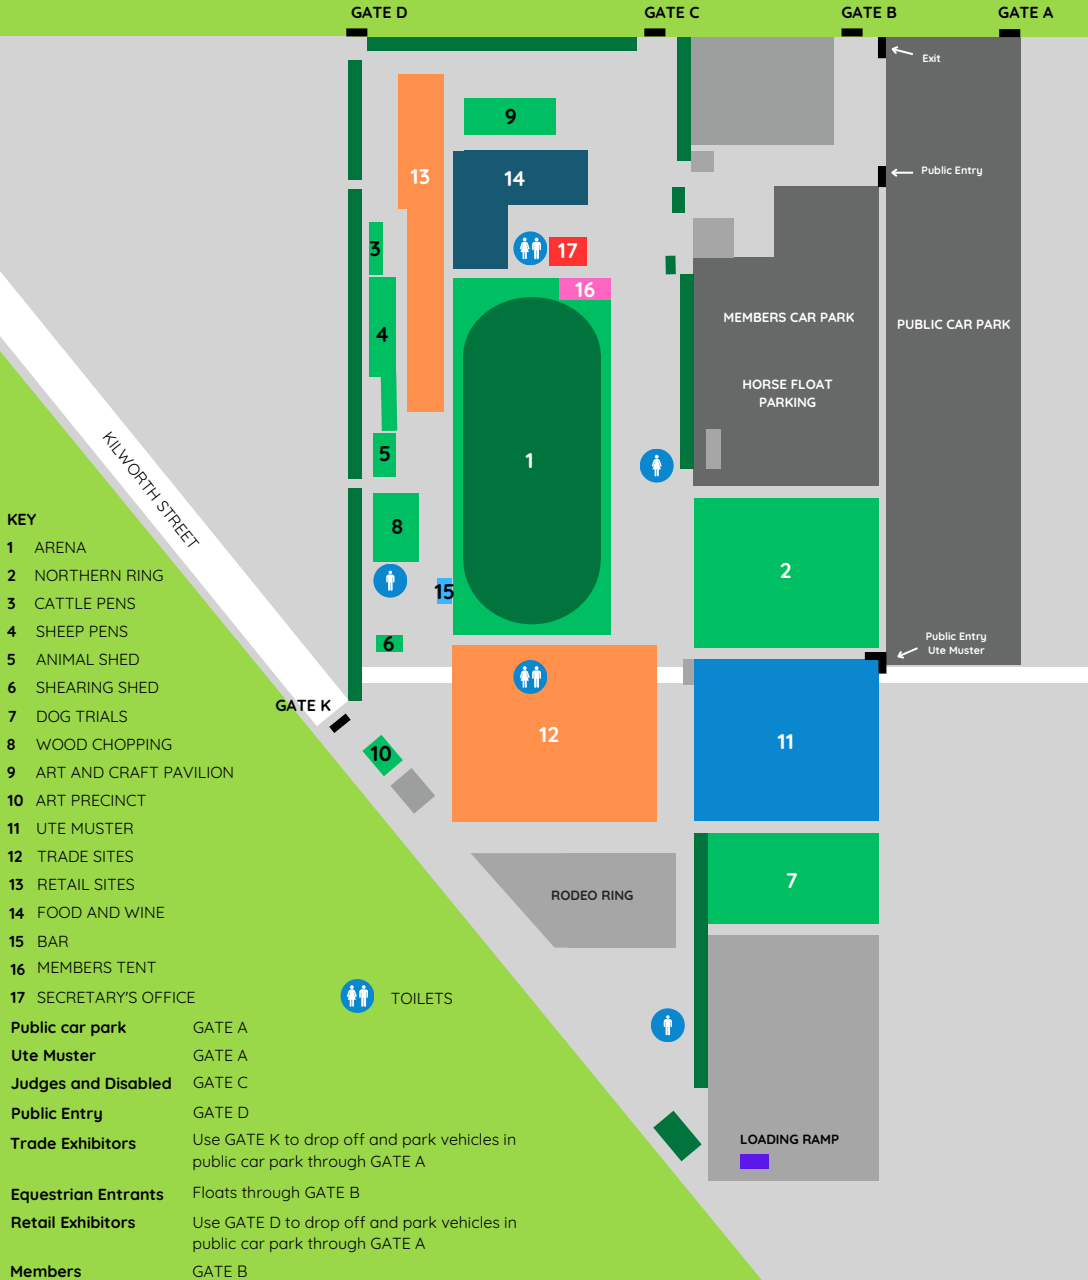 GATE D
GATE C
GATE B
GATE A
Exit
Public Entry
9
13
14
3
17
16
4
MEMBERS CAR PARK
PUBLIC CAR PARK
HORSE FLOAT
PARKING
5
1
8
2
15
6
Public Entry
Ute Muster
KILWORTH STREET
GATE K
10
12
11
7
RODEO RING
LOADING RAMP
KEY
1 ARENA
2 NORTHERN RING
3 CATTLE PENS
4 SHEEP PENS
5 ANIMAL SHED
6 SHEARING SHED
7 DOG TRIALS
8 WOOD CHOPPING
9 ART AND CRAFT PAVILION
10 ART PRECINCT
11 UTE MUSTER
12 TRADE SITES
13 RETAIL SITES
14 FOOD AND WINE
15 BAR
16 MEMBERS TENT
17 SECRETARY'S OFFICE
TOILETS
Public car park GATE A
Ute Muster GATE A
Judges and Disabled GATE C
Public Entry GATE D
Trade Exhibitors Use GATE K to drop off and park vehicles in
public car park through GATE A
Equestrian Entrants Floats through GATE B
Retail Exhibitors Use GATE D to drop off and park vehicles in
public car park through GATE A
Members GATE B